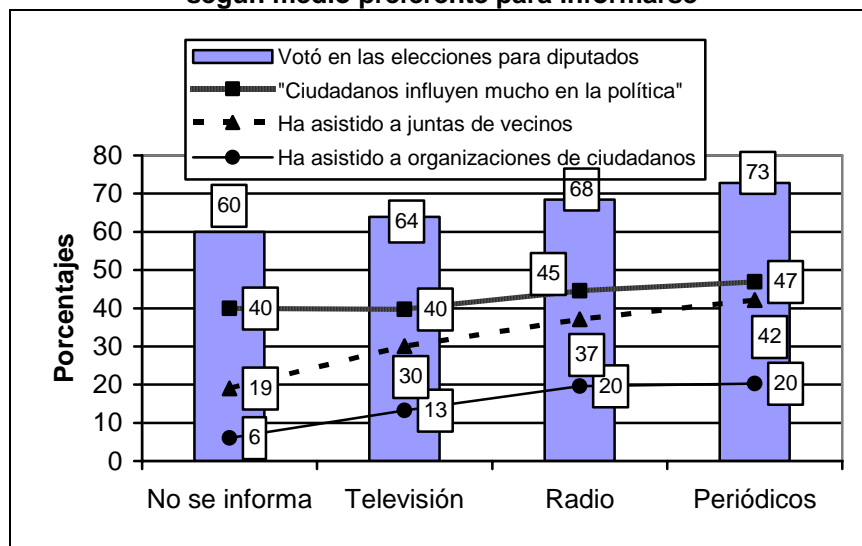 según medio preferente para informarse
Votó en las elecciones para diputados
"Ciudadanos influyen mucho en la política"
Ha asistido a juntas de vecinos
Ha asistido a organizaciones de ciudadanos
Porcentajes
80
70
60
50
40
30
20
10
0
60
64
68
73
40
40
45
47
19
30
37
42
6
13
20
20
No se informa
Televisión
Radio
Periódicos